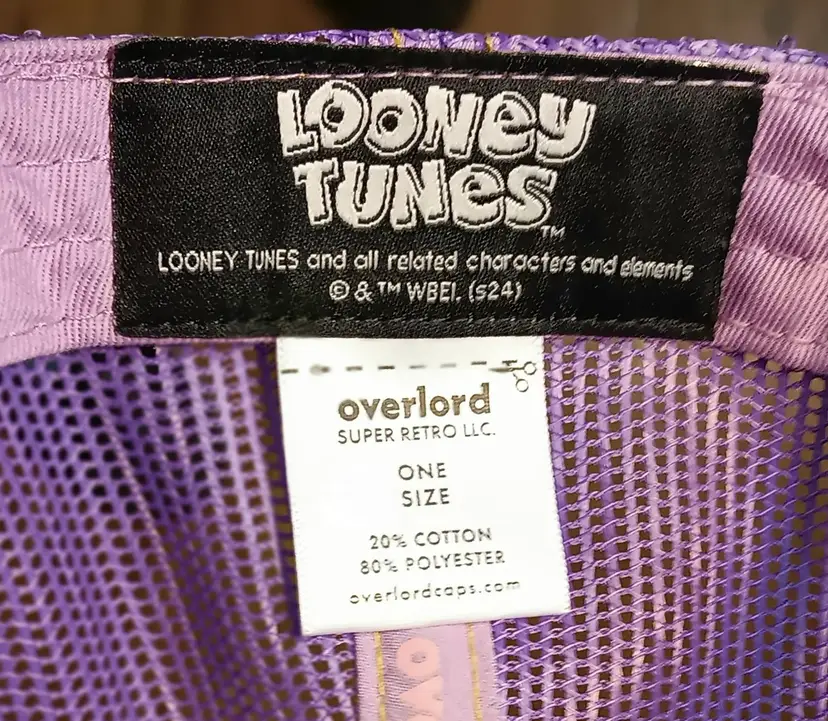 LOONEY
TUNES™
LOONEY TUNES and all related characters and elements
© & ™ WBEI. (s24)
overlord
SUPER RETRO LLC.
ONE
SIZE
20% COTTON
80% POLYESTER
overlordcaps.com